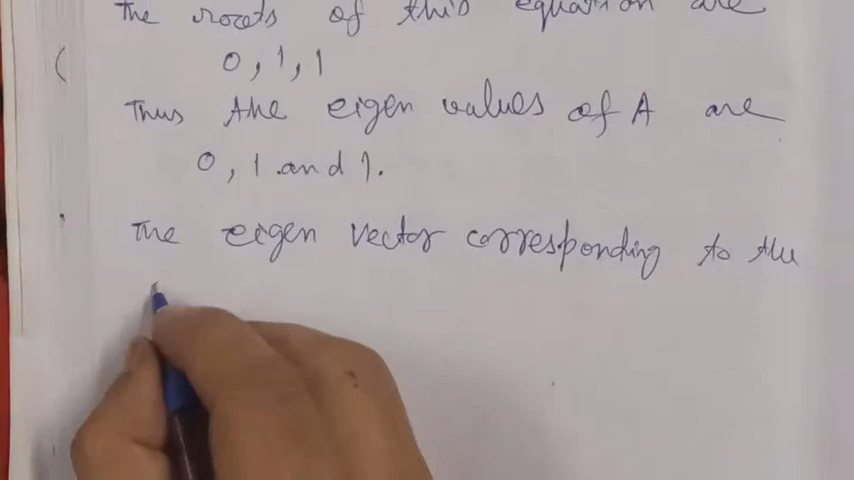 The roots of this equation are
0, 1, 1
Thus the eigen values of A are
0, 1 and 1.
The eigen vector corresponding to the